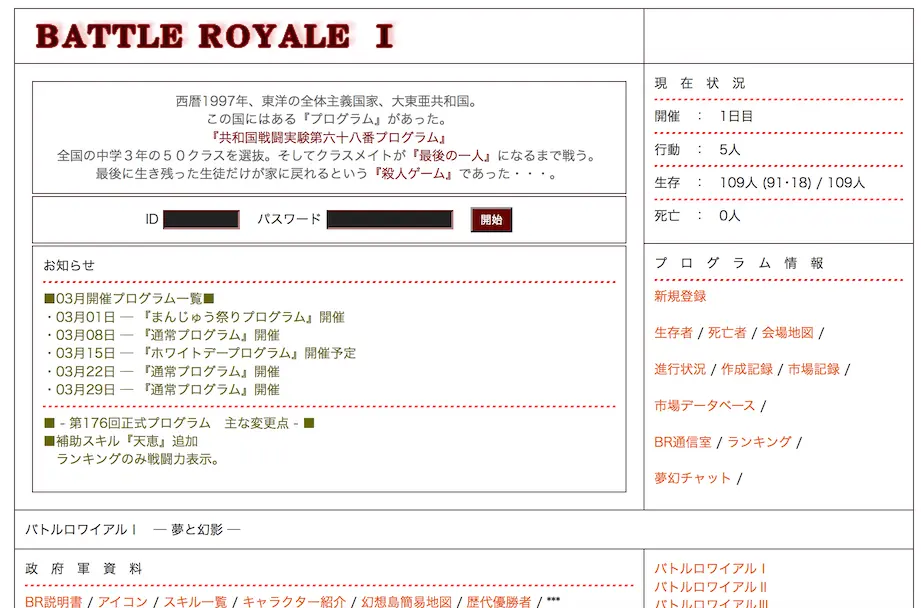 BATTLE ROYALE I
西暦1997年、東洋の全体主義国家、大東亜共和国。
この国にはある『プログラム』があった。
『共和国戦闘実験第六十八番プログラム』
全国の中学３年の５０クラスを選抜。そしてクラスメイトが『最後の一人』になるまで戦う。
最後に生き残った生徒だけが家に戻れるという『殺人ゲーム』であった・・・。
ID パスワード 開始
お知らせ
■03月開催プログラム一覧■
・03月01日 ― 『まんじゅう祭りプログラム』開催
・03月08日 ― 『通常プログラム』開催
・03月15日 ― 『ホワイトデープログラム』開催予定
・03月22日 ― 『通常プログラム』開催
・03月29日 ― 『通常プログラム』開催
■ - 第176回正式プログラム　主な変更点 - ■
■補助スキル『天恵』追加
ランキングのみ戦闘力表示。
現 在 状 況
開催 ： 1日目
行動 ： 5人
生存 ： 109人 (91･18) / 109人
死亡 ： 0人
プ ロ グ ラ ム 情 報
新規登録
生存者 / 死亡者 / 会場地図 /
進行状況 / 作成記録 / 市場記録 /
市場データベース /
BR通信室 / ランキング /
夢幻チャット /
バトルロワイアルⅠ　― 夢と幻影 ―
政 府 軍 資 料
BR説明書 / アイコン / スキル一覧 / キャラクター紹介 / 幻想島簡易地図 / 歴代優勝者 / ***
バトルロワイアルⅠ
バトルロワイアルⅡ
バトルロワイアルⅢ